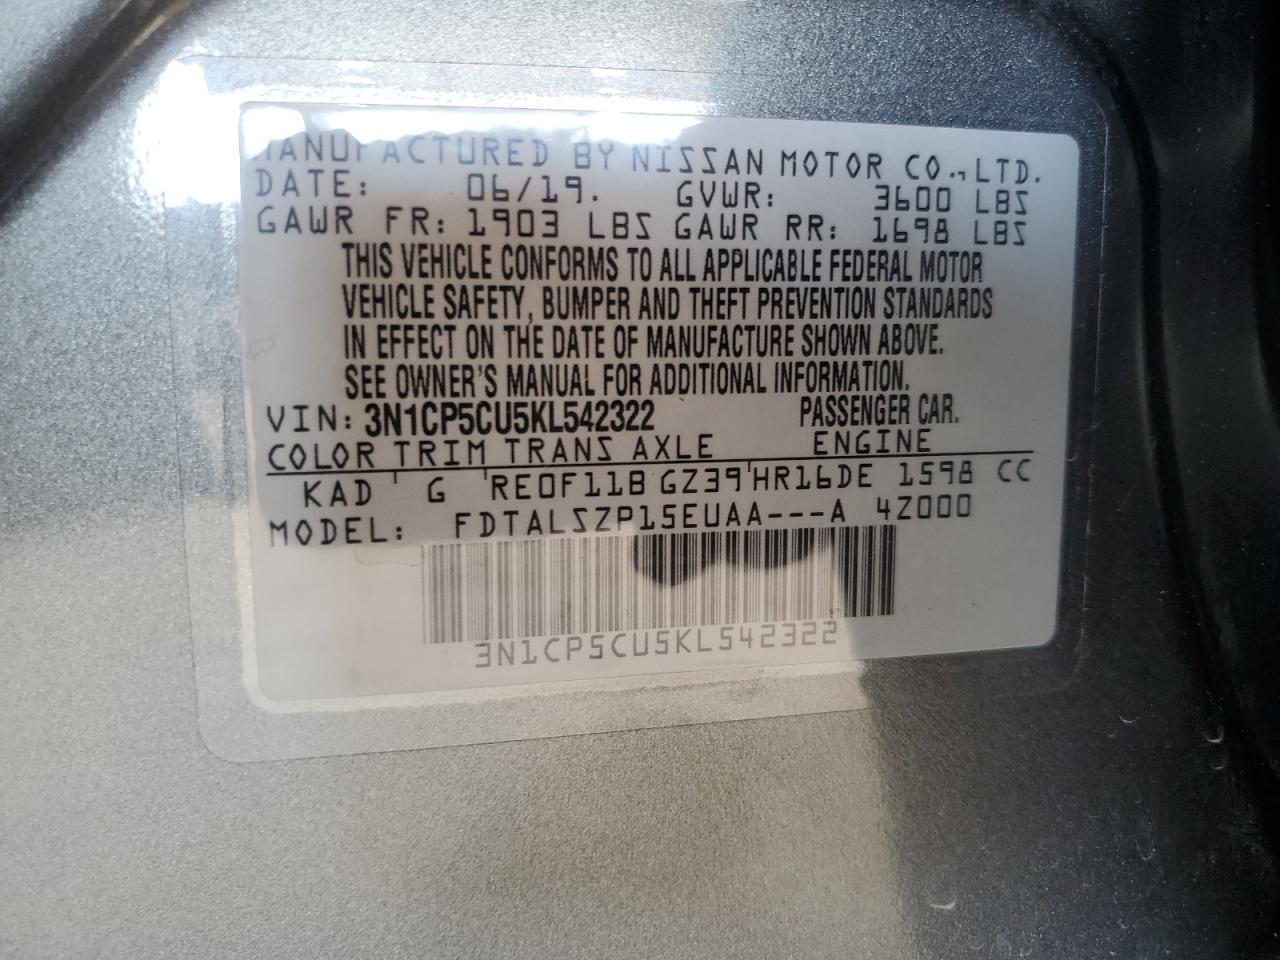 MANUFACTURED BY NISSAN MOTOR CO., LTD.
DATE: 06/19. GVWR: 3600 LBS
GAWR FR: 1903 LBS GAWR RR: 1698 LBS
THIS VEHICLE CONFORMS TO ALL APPLICABLE FEDERAL MOTOR
VEHICLE SAFETY, BUMPER AND THEFT PREVENTION STANDARDS
IN EFFECT ON THE DATE OF MANUFACTURE SHOWN ABOVE.
SEE OWNER'S MANUAL FOR ADDITIONAL INFORMATION.
VIN: 3N1CP5CU5KL542322 PASSENGER CAR.
COLOR TRIM TRANS AXLE ENGINE
KAD ' G ' RE0F11B GZ39 ' HR16DE 1598 CC
MODEL: FDTALSZP15EUAA---A 4Z000
3N1CP5CU5KL542322